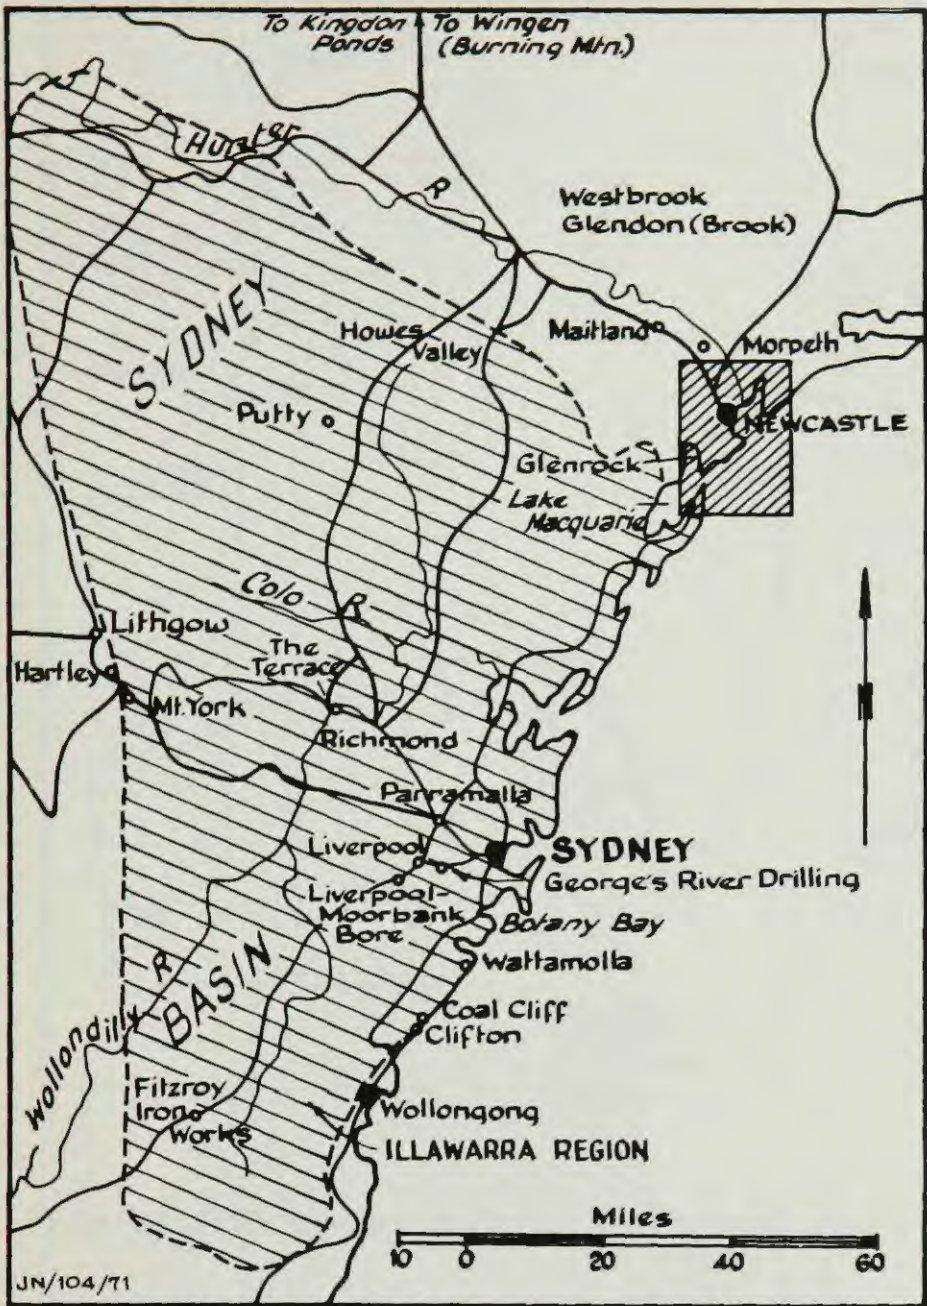 To Kingdon
Ponds
To Wingen
(Burning Mtn.)
Hunter
R
Westbrook
Glendon (Brook)
SYDNEY
Howes
Valley
Maitland
Morpeth
Putty
NEWCASTLE
Glenrock
Lake
Macquarie
Colo
R
Lithgow
The
Terrace
Hartley
Mt. York
Richmond
Parramalla
Liverpool
SYDNEY
George's River Drilling
Liverpool-
Moorbank
Bore
Botany Bay
Wattamolla
BASIN
R
Wollondilly
Coal Cliff
Clifton
Fitzroy
Iron
Works
Wollongong
ILLAWARRA REGION
Miles
10 0 20 40 60
JN/104/71